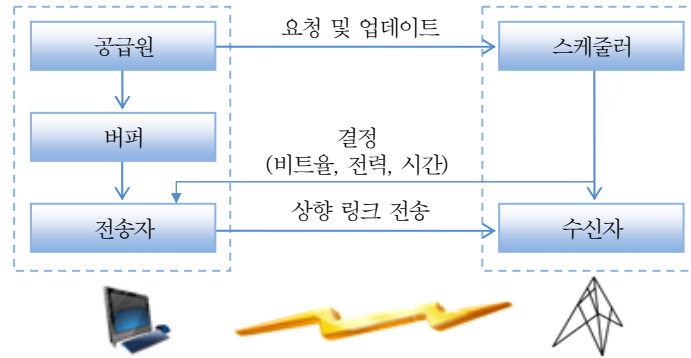 공급원
요청 및 업데이트
스케줄러
버퍼
결정
(비트율, 전력, 시간)
전송자
상향 링크 전송
수신자